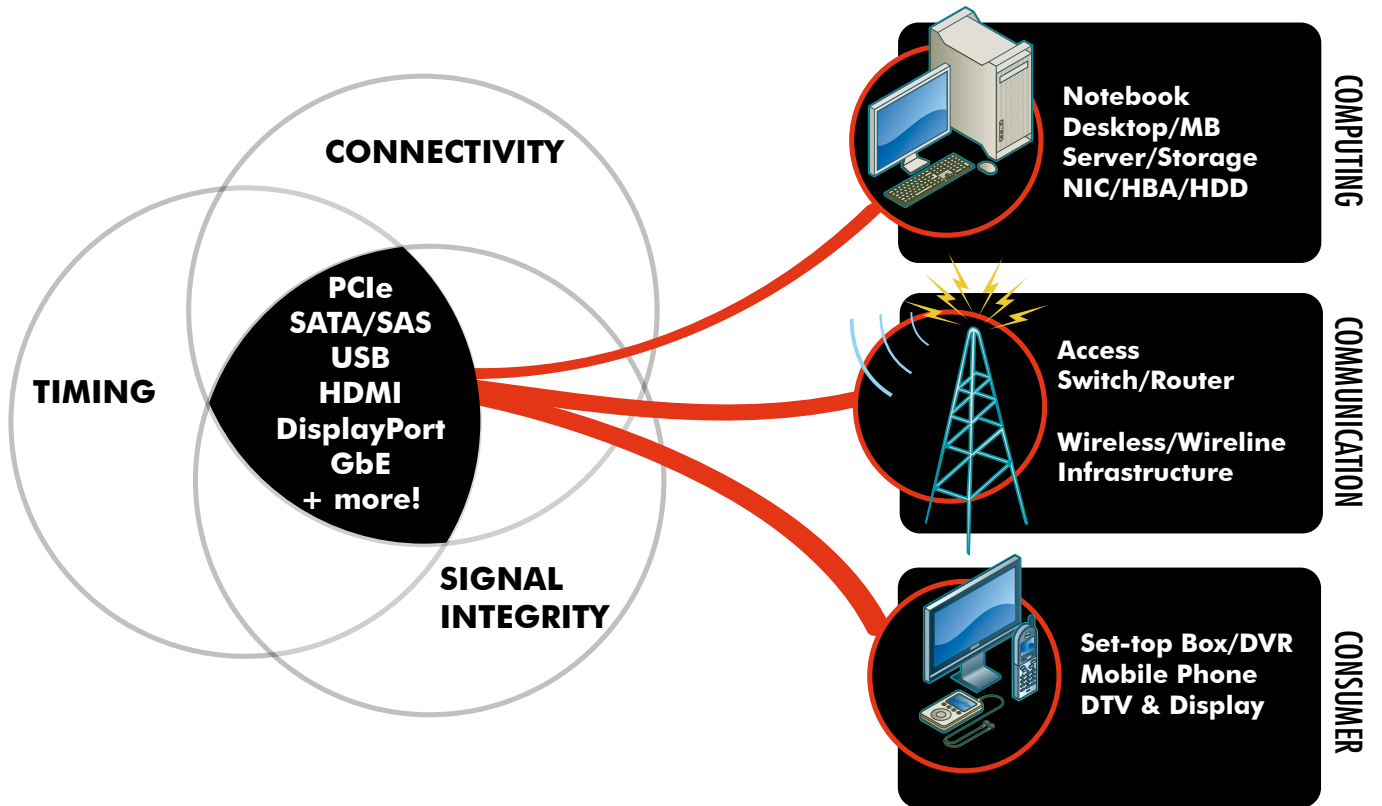 CONNECTIVITY
TIMING
PCIe
SATA/SAS
USB
HDMI
DisplayPort
GbE
+ more!
SIGNAL
INTEGRITY
Notebook
Desktop/MB
Server/Storage
NIC/HBA/HDD
COMPUTING
Access
Switch/Router
Wireless/Wireline
Infrastructure
COMMUNICATION
Set-top Box/DVR
Mobile Phone
DTV & Display
CONSUMER